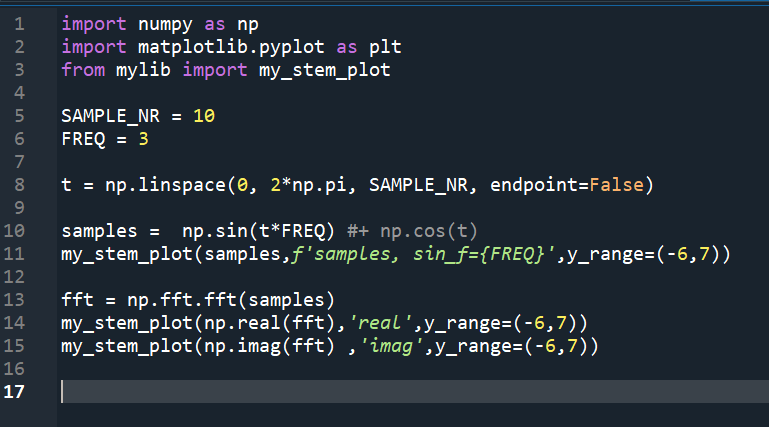 1 import numpy as np
2 import matplotlib.pyplot as plt
3 from mylib import my_stem_plot
4
5 SAMPLE_NR = 10
6 FREQ = 3
7
8 t = np.linspace(0, 2*np.pi, SAMPLE_NR, endpoint=False)
9
10 samples =  np.sin(t*FREQ) #+ np.cos(t)
11 my_stem_plot(samples,f'samples, sin_f={FREQ}',y_range=(-6,7))
12
13 fft = np.fft.fft(samples)
14 my_stem_plot(np.real(fft),'real',y_range=(-6,7))
15 my_stem_plot(np.imag(fft) ,'imag',y_range=(-6,7))
16
17